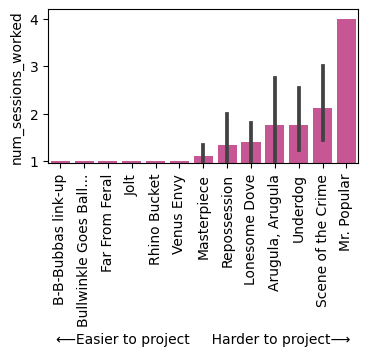 num_sessions_worked
4
3
2
1
B-B-Bubbas link-up
Bullwinkle Goes Ball...
Far From Feral
Jolt
Rhino Bucket
Venus Envy
Masterpiece
Repossession
Lonesome Dove
Arugula, Arugula
Underdog
Scene of the Crime
Mr. Popular
⟵Easier to project Harder to project⟶